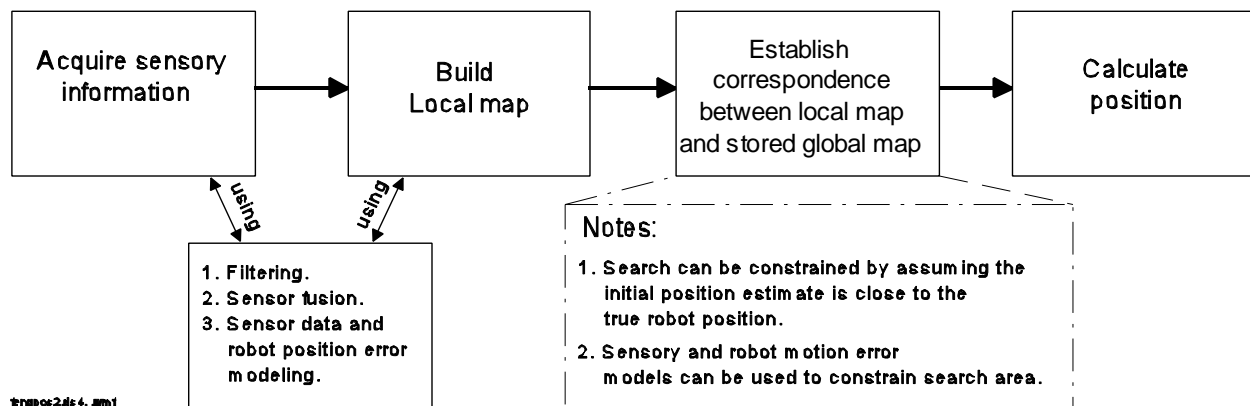 Acquire sensory
information
Build
Local map
Establish
correspondence
between local map
and stored global map
Calculate
position
using
using
1. Filtering.
2. Sensor fusion.
3. Sensor data and
robot position error
modeling.
Notes:
1. Search can be constrained by assuming the
initial position estimate is close to the
true robot position.
2. Sensory and robot motion error
models can be used to constrain search area.